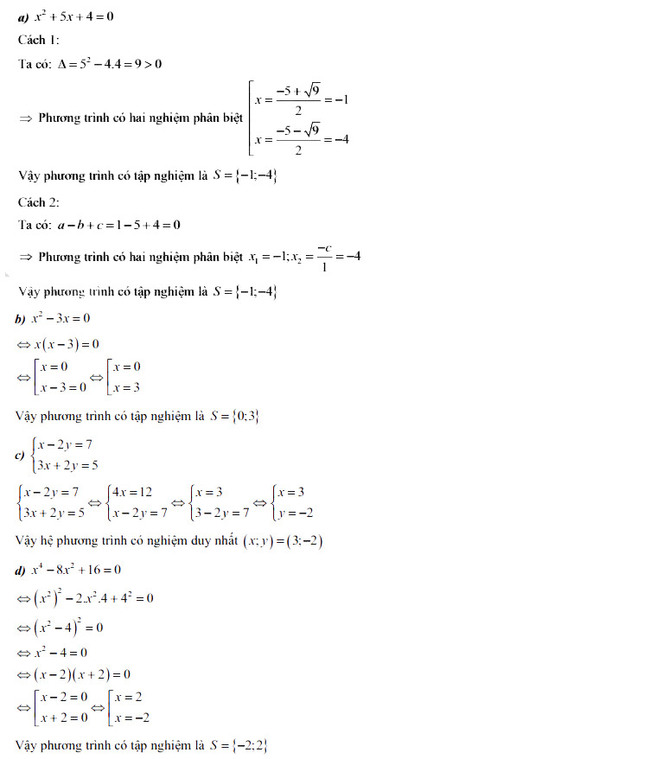 a) x² + 5x + 4 = 0
Cách 1:
Ta có: Δ = 5² − 4.4 = 9 > 0
⇒ Phương trình có hai nghiệm phân biệt [x = (−5 + √9)/2 = −1
x = (−5 − √9)/2 = −4
Vậy phương trình có tập nghiệm là S = {−1;−4}
Cách 2:
Ta có: a − b + c = 1 − 5 + 4 = 0
⇒ Phương trình có hai nghiệm phân biệt x₁ = −1; x₂ = −c/1 = −4
Vậy phương trình có tập nghiệm là S = {−1;−4}
b) x² − 3x = 0
⇔ x(x − 3) = 0
⇔ [x = 0 ⇔ [x = 0
x − 3 = 0 x = 3
Vậy phương trình có tập nghiệm là S = {0;3}
c) {x − 2y = 7
3x + 2y = 5
{x − 2y = 7 ⇔ {4x = 12 ⇔ {x = 3 ⇔ {x = 3
3x + 2y = 5 x − 2y = 7 3 − 2y = 7 y = −2
Vậy hệ phương trình có nghiệm duy nhất (x; y) = (3;−2)
d) x⁴ − 8x² + 16 = 0
⇔ (x²)² − 2.x².4 + 4² = 0
⇔ (x² − 4)² = 0
⇔ x² − 4 = 0
⇔ (x − 2)(x + 2) = 0
⇔ [x − 2 = 0 ⇔ [x = 2
x + 2 = 0 x = −2
Vậy phương trình có tập nghiệm là S = {−2;2}